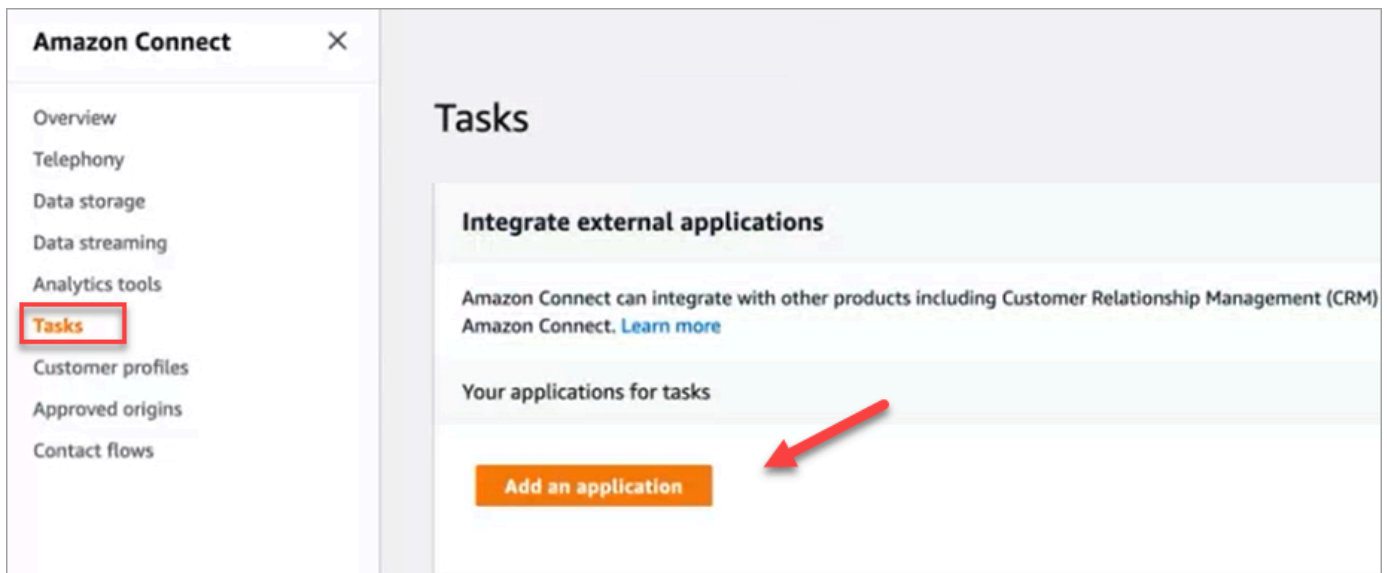 Amazon Connect
Overview
Telephony
Data storage
Data streaming
Analytics tools
Tasks
Customer profiles
Approved origins
Contact flows
Tasks
Integrate external applications
Amazon Connect can integrate with other products including Customer Relationship Management (CRM)
Amazon Connect. Learn more
Your applications for tasks
Add an application